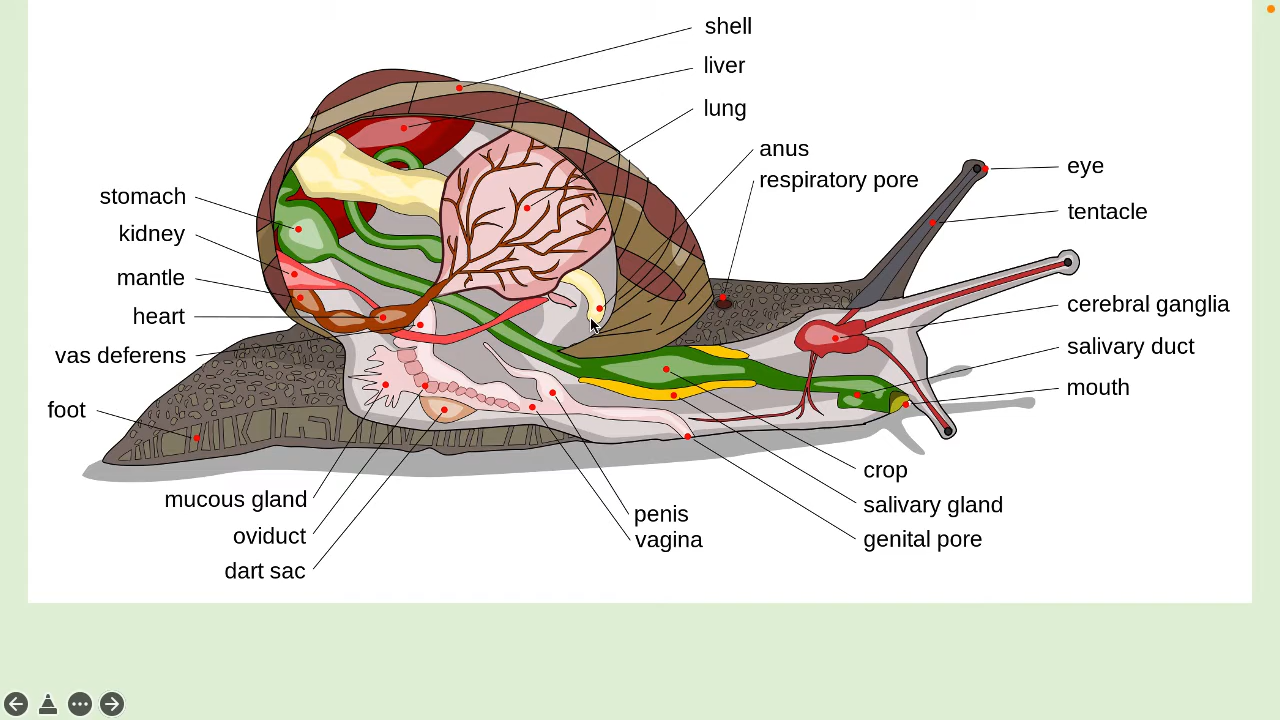 shell
liver
lung
anus
respiratory pore
eye
tentacle
cerebral ganglia
salivary duct
mouth
stomach
kidney
mantle
heart
vas deferens
foot
mucous gland
oviduct
dart sac
penis
vagina
crop
salivary gland
genital pore